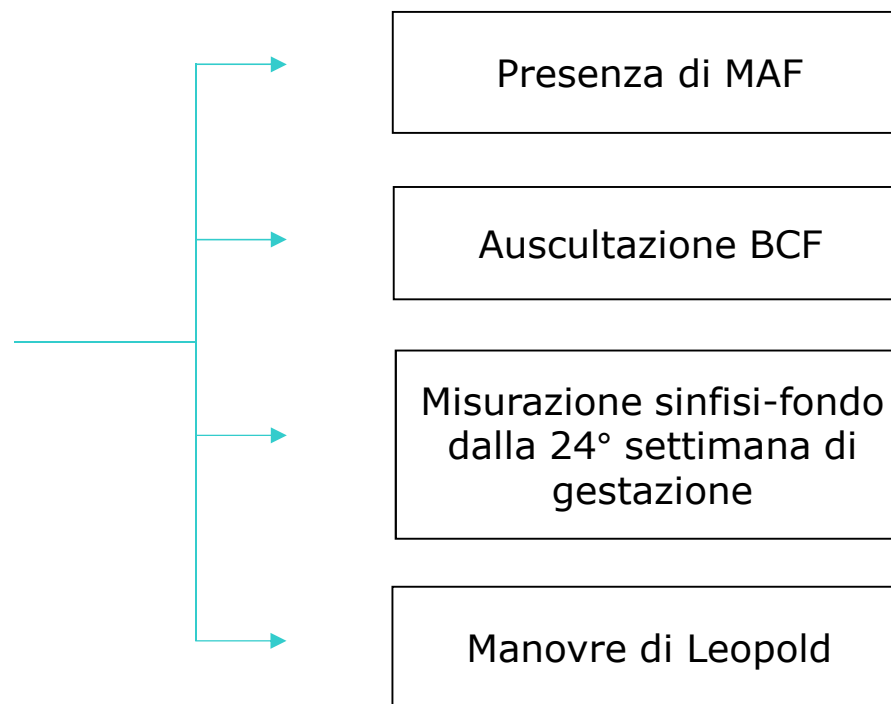 Presenza di MAF
Auscultazione BCF
Misurazione sinfisi-fondo
dalla 24° settimana di
gestazione
Manovre di Leopold